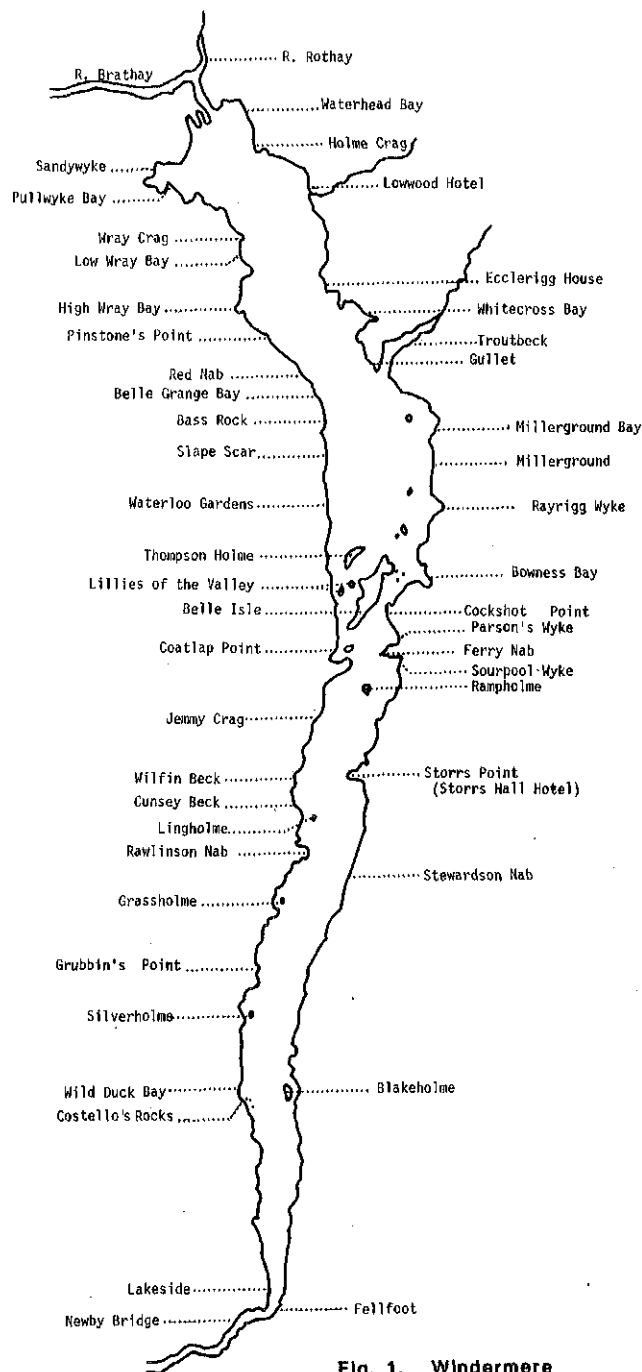 R. Rothay
R. Brathay
Waterhead Bay
Holme Crag
Sandywyke
Lowwood Hotel
Pullwyke Bay
Wray Crag
Low Wray Bay
Ecclerigg House
High Wray Bay
Whitecross Bay
Pinstone's Point
Troutbeck
Gullet
Red Nab
Belle Grange Bay
Bass Rock
Millerground Bay
Slape Scar
Millerground
Waterloo Gardens
Rayrigg Wyke
Thompson Holme
Bowness Bay
Lillies of the Valley
Belle Isle
Cockshot Point
Parson's Wyke
Coatlap Point
Ferry Nab
Sourpool Wyke
Rampholme
Jemmy Crag
Wilfin Beck
Storrs Point
(Storrs Hall Hotel)
Cunsey Beck
Lingholme
Rawlinson Nab
Stewardson Nab
Grassholme
Grubbin's Point
Silverholme
Wild Duck Bay
Blakeholme
Costello's Rocks
Lakeside
Fellfoot
Newby Bridge
Fig. 1. Windermere